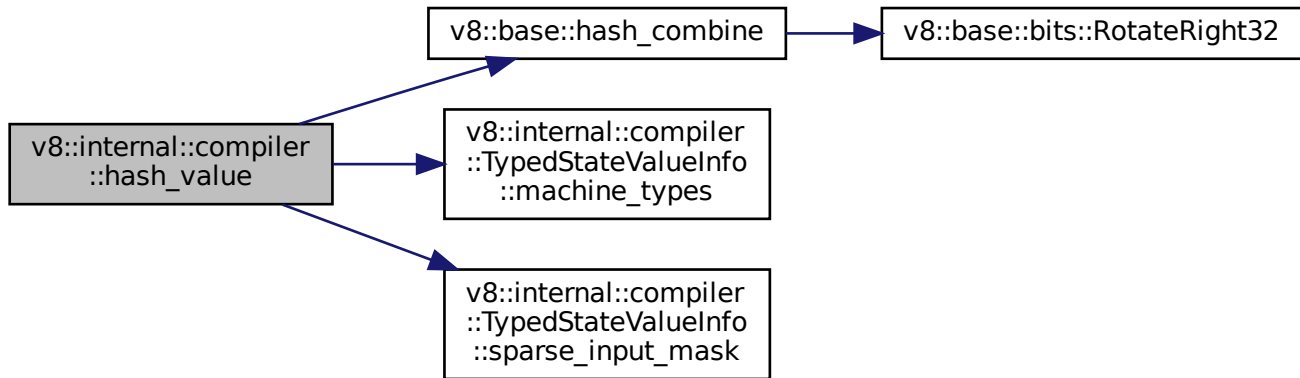 v8::base::hash_combine
v8::base::bits::RotateRight32
v8::internal::compiler
::hash_value
v8::internal::compiler
::TypedStateValueInfo
::machine_types
v8::internal::compiler
::TypedStateValueInfo
::sparse_input_mask